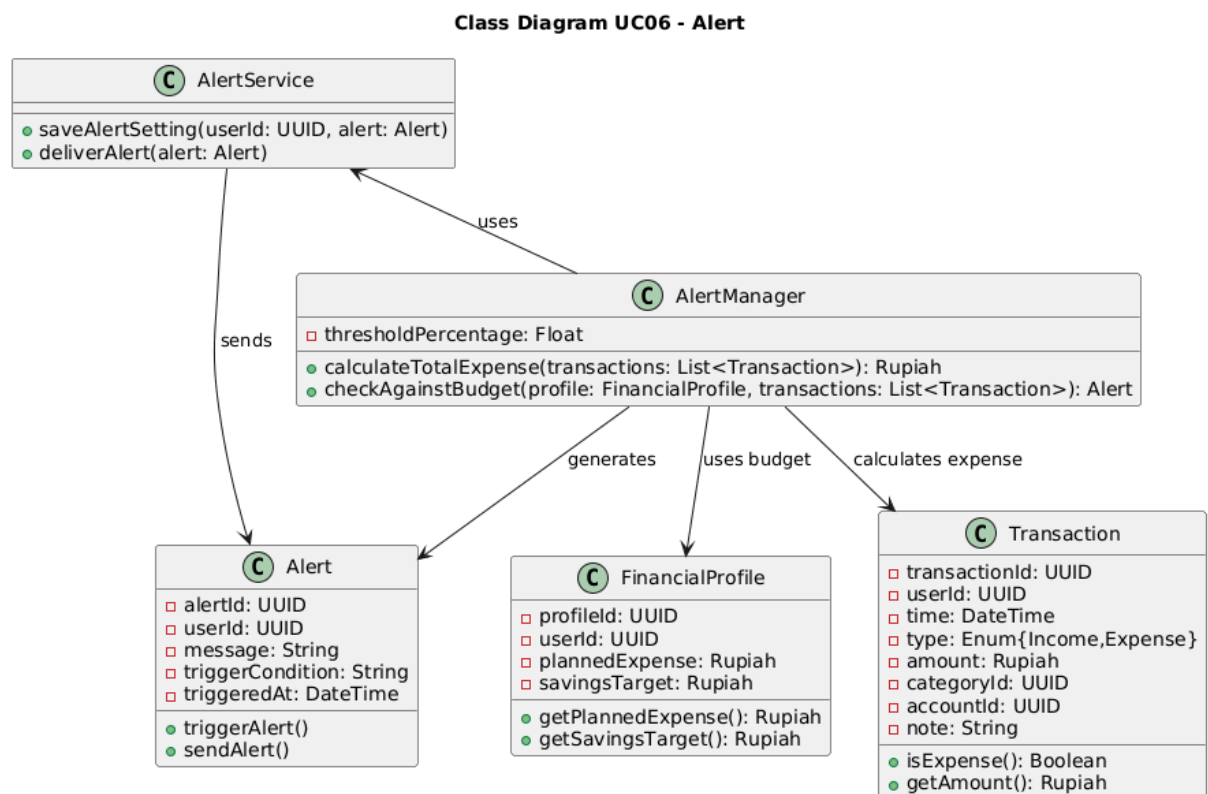 Class Diagram UC06 - Alert
C AlertService
saveAlertSetting(userId: UUID, alert: Alert)
deliverAlert(alert: Alert)
uses
C AlertManager
thresholdPercentage: Float
calculateTotalExpense(transactions: List<Transaction>): Rupiah
checkAgainstBudget(profile: FinancialProfile, transactions: List<Transaction>): Alert
sends
generates
uses budget
calculates expense
C Alert
alertId: UUID
userId: UUID
message: String
triggerCondition: String
triggeredAt: DateTime
triggerAlert()
sendAlert()
C FinancialProfile
profileId: UUID
userId: UUID
plannedExpense: Rupiah
savingsTarget: Rupiah
getPlannedExpense(): Rupiah
getSavingsTarget(): Rupiah
C Transaction
transactionId: UUID
userId: UUID
time: DateTime
type: Enum{Income,Expense}
amount: Rupiah
categoryId: UUID
accountId: UUID
note: String
isExpense(): Boolean
getAmount(): Rupiah